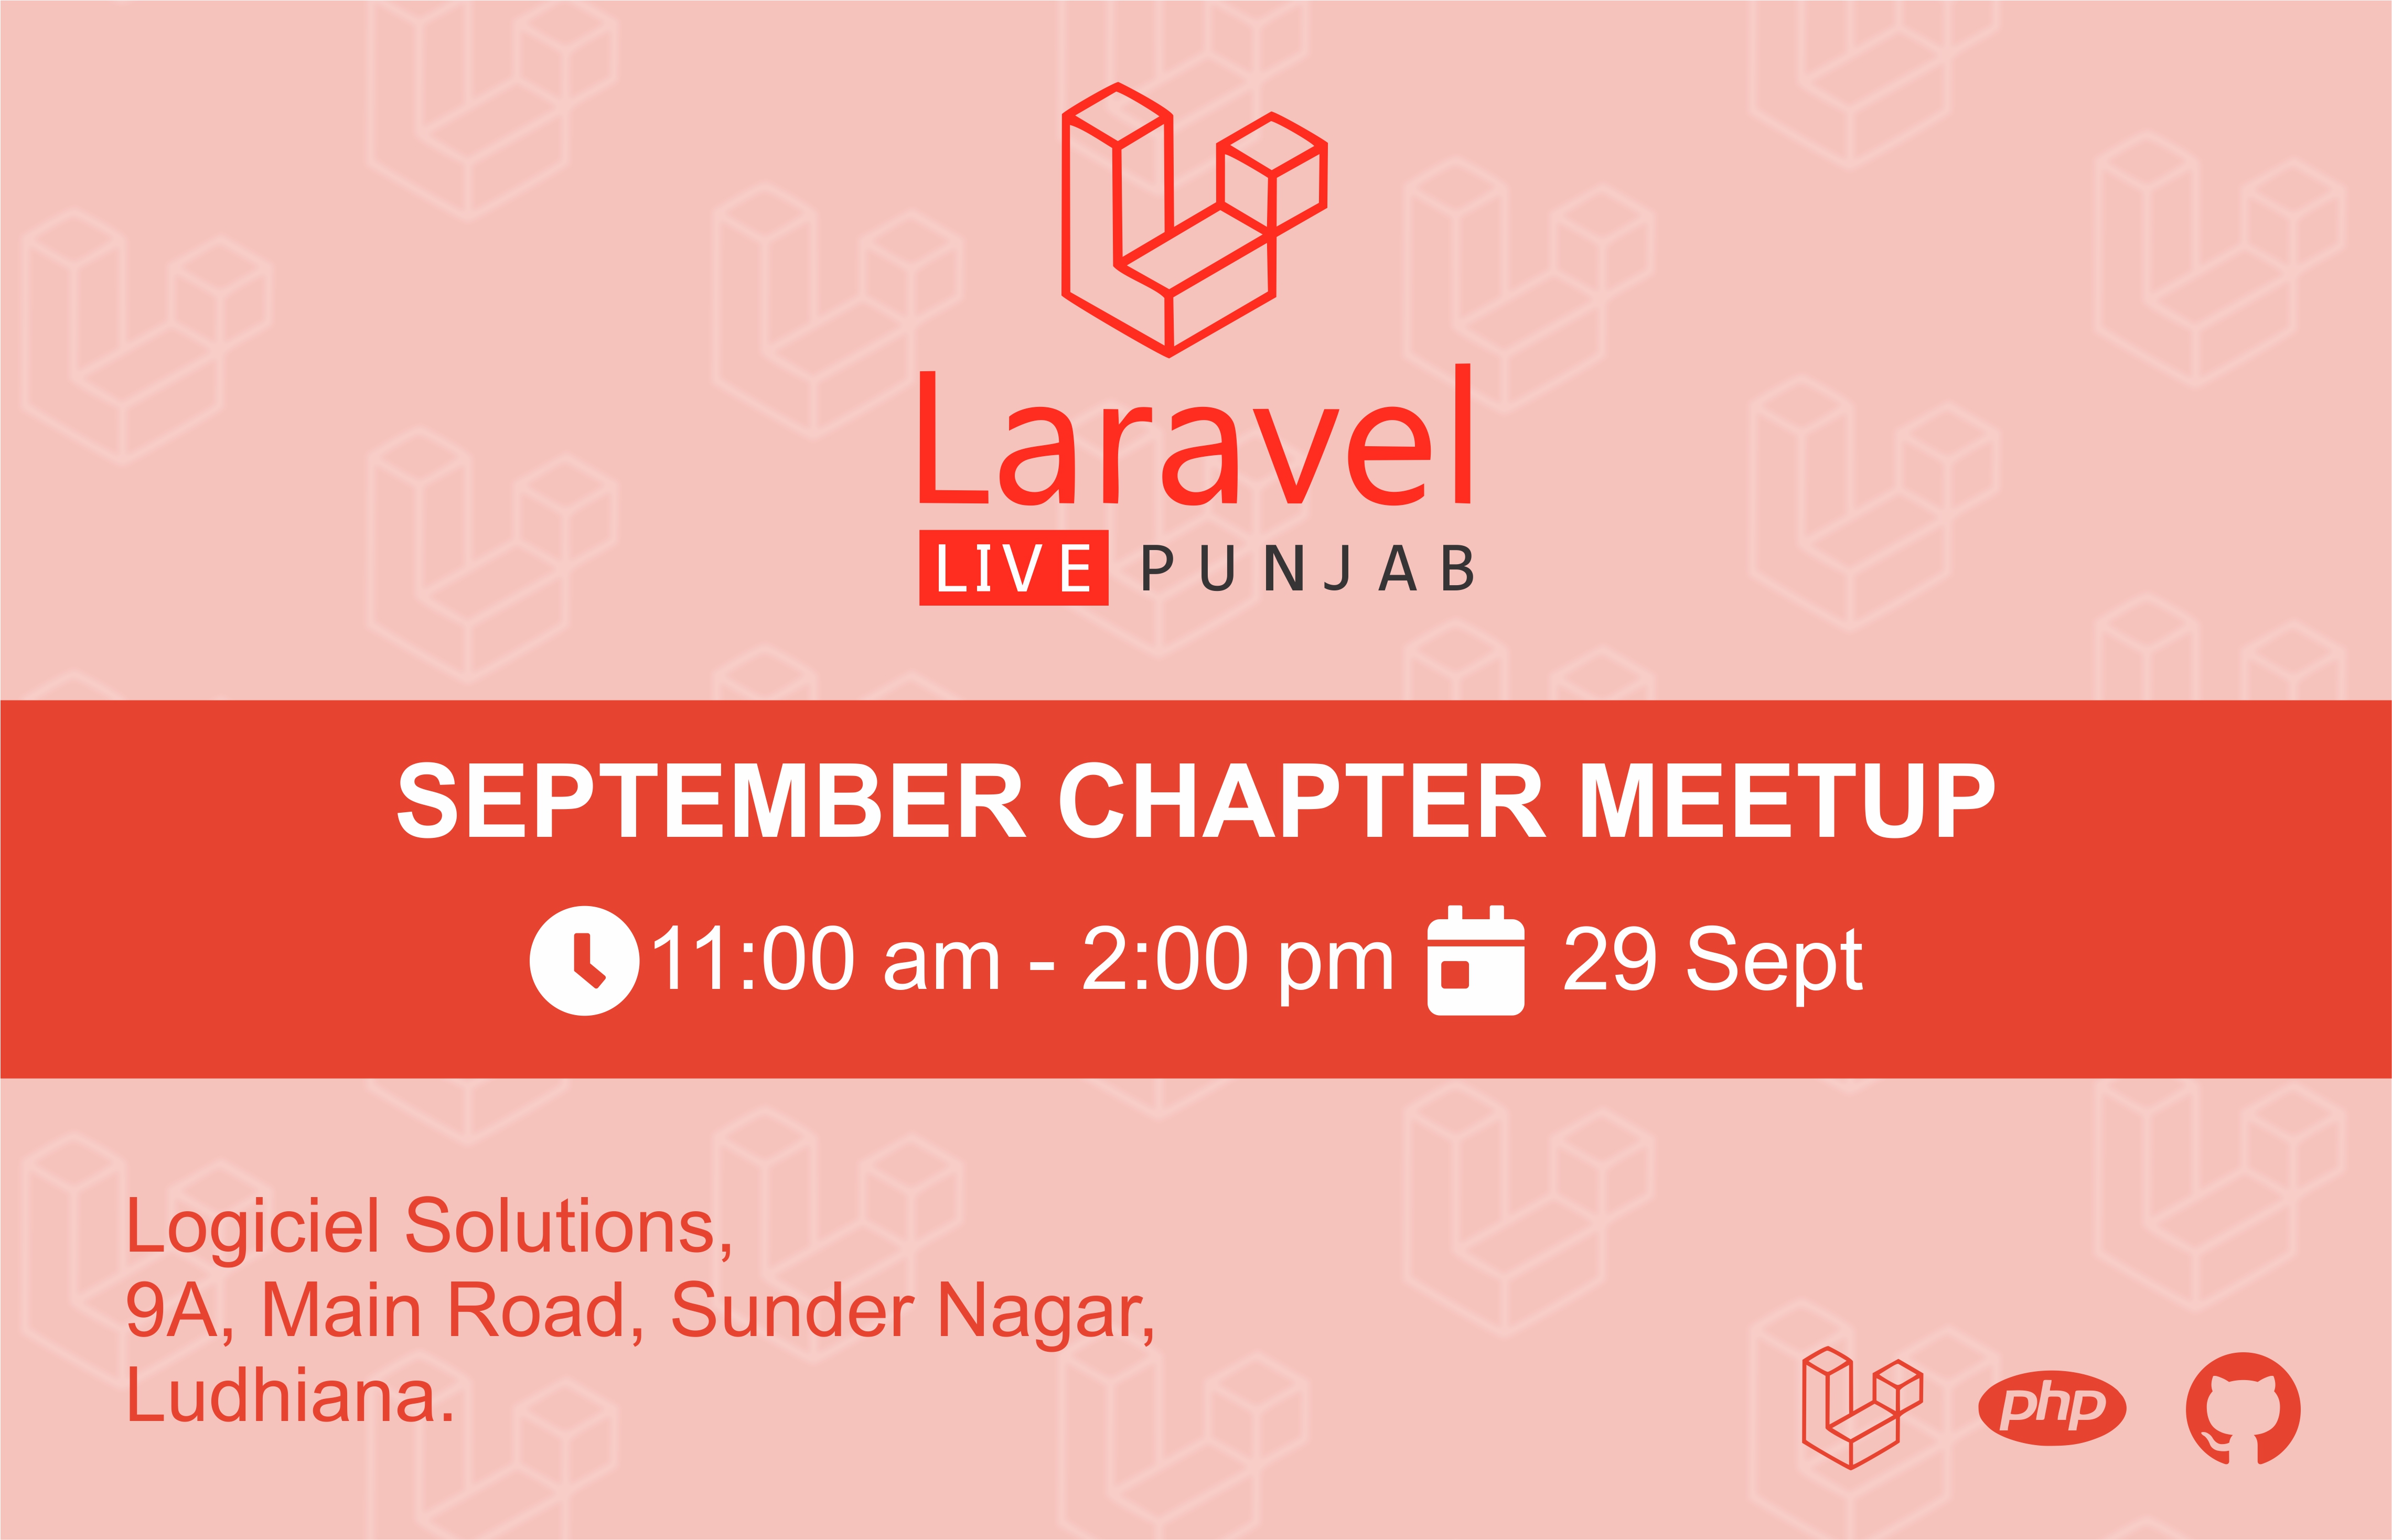 Laravel
LIVE PUNJAB
SEPTEMBER CHAPTER MEETUP
11:00 am - 2:00 pm 29 Sept
Logiciel Solutions,
9A, Main Road, Sunder Nagar,
Ludhiana.
php